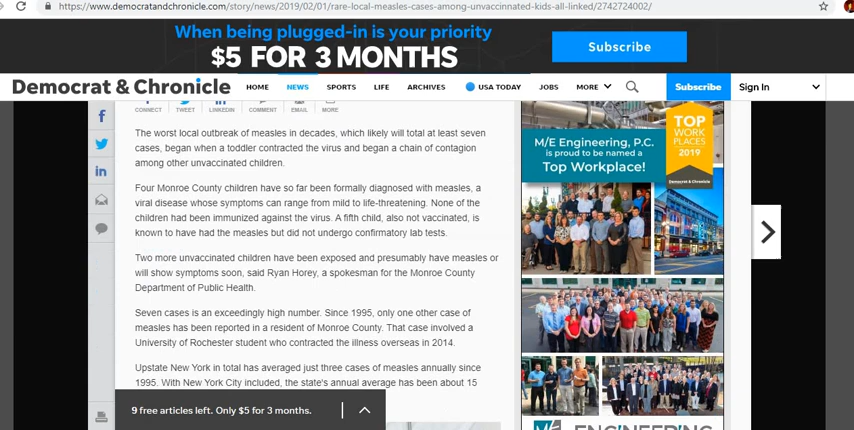 https://www.democratandchronicle.com/story/news/2019/02/01/rare-local-measles-cases-among-unvaccinnated-kids-all-linked/2742724002/
When being plugged-in is your priority
$5 FOR 3 MONTHS
Subscribe
Democrat & Chronicle
HOME NEWS SPORTS LIFE ARCHIVES USA TODAY JOBS MORE Subscribe Sign In
CONNECT TWEET LINKEDIN COMMENT EMAIL MORE
The worst local outbreak of measles in decades, which likely will total at least seven
cases, began when a toddler contracted the virus and began a chain of contagion
among other unvaccinated children.
Four Monroe County children have so far been formally diagnosed with measles, a
viral disease whose symptoms can range from mild to life-threatening. None of the
children had been immunized against the virus. A fifth child, also not vaccinated, is
known to have had the measles but did not undergo confirmatory lab tests.
Two more unvaccinated children have been exposed and presumably have measles or
will show symptoms soon, said Ryan Horey, a spokesman for the Monroe County
Department of Public Health.
Seven cases is an exceedingly high number. Since 1995, only one other case of
measles has been reported in a resident of Monroe County. That case involved a
University of Rochester student who contracted the illness overseas in 2014.
Upstate New York in total has averaged just three cases of measles annually since
1995. With New York City included, the state's annual average has been about 15
9 free articles left. Only $5 for 3 months.
M/E Engineering, P.C.
is proud to be named a
Top Workplace!
TOP
WORK
PLACES
2019
Democrat & Chronicle
ENGINEERING